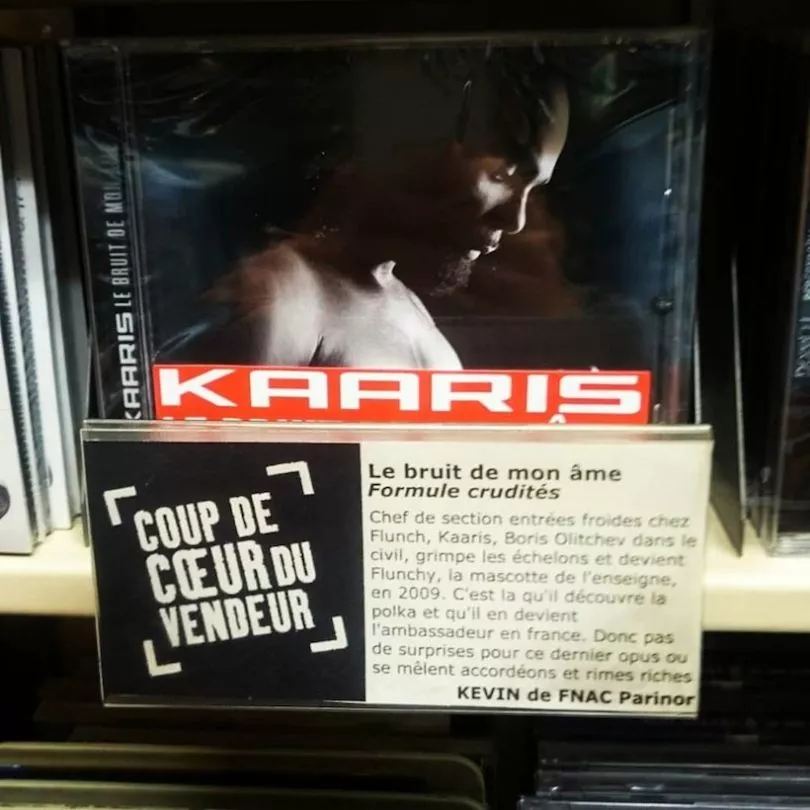 KAARIS LE BRUIT DE MON
KAARIS
COUP DE
CŒUR DU
VENDEUR
Le bruit de mon âme
Formule crudités
Chef de section entrées froides chez
Flunch, Kaaris, Boris Olitchev dans le
civil, grimpe les échelons et devient
Flunchy, la mascotte de l'enseigne,
en 2009. C'est la qu'il découvre la
polka et qu'il en devient
l'ambassadeur en france. Donc pas
de surprises pour ce dernier opus ou
se mêlent accordéons et rimes riches
KEVIN de FNAC Parinor